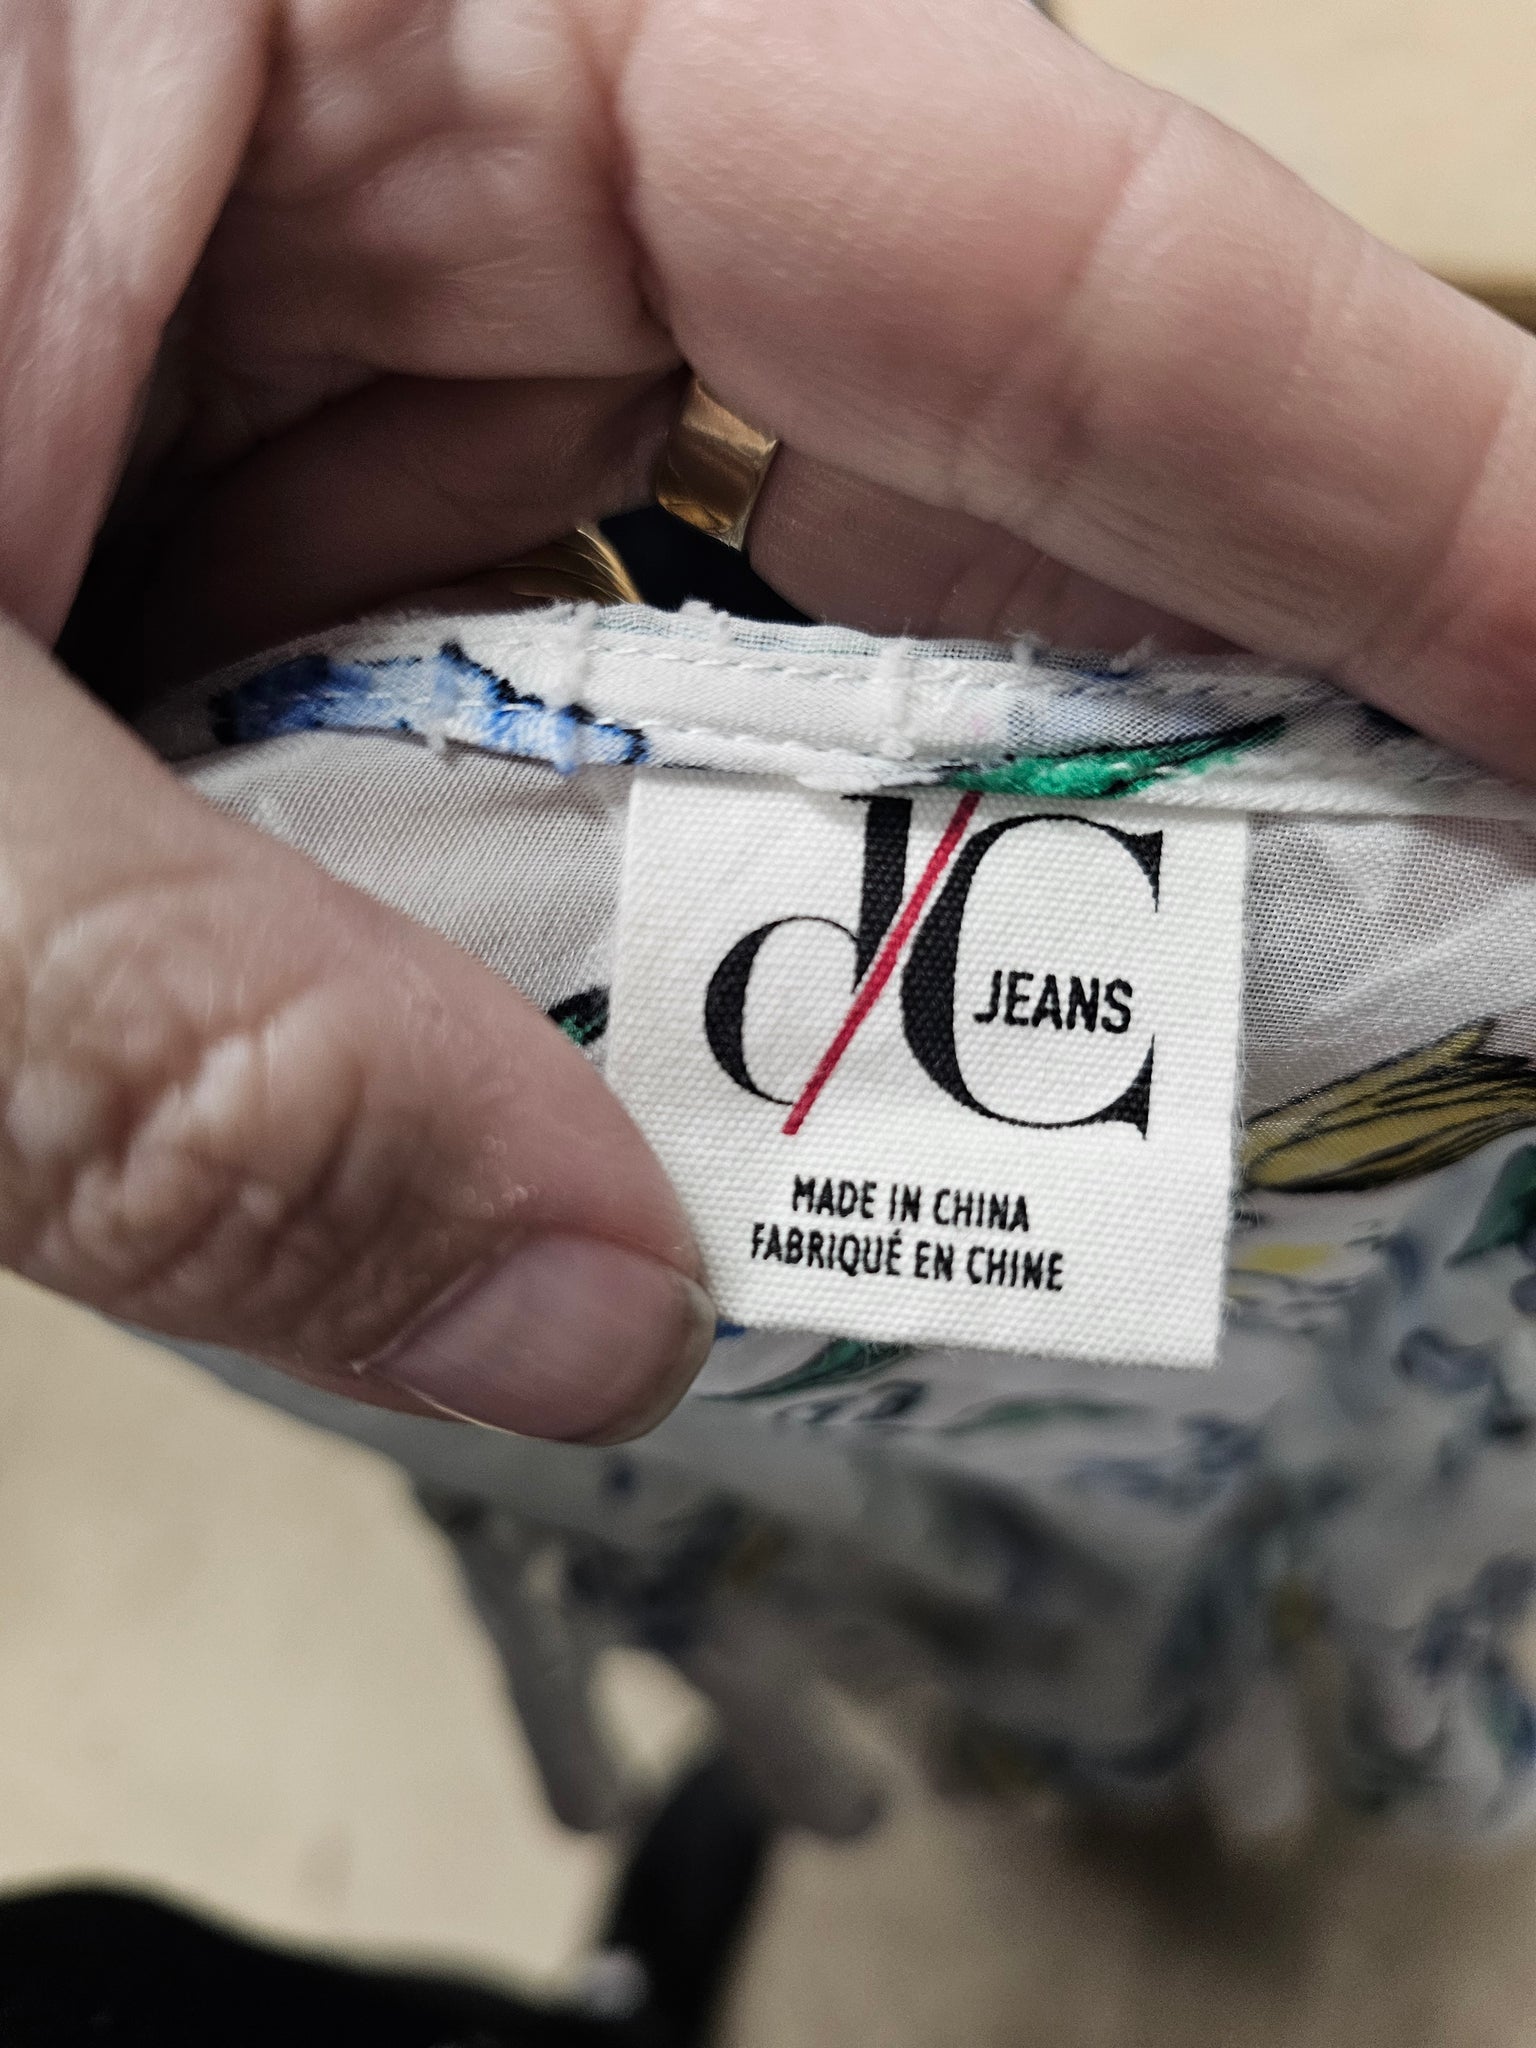 d/C
JEANS
MADE IN CHINA
FABRIQUÉ EN CHINE